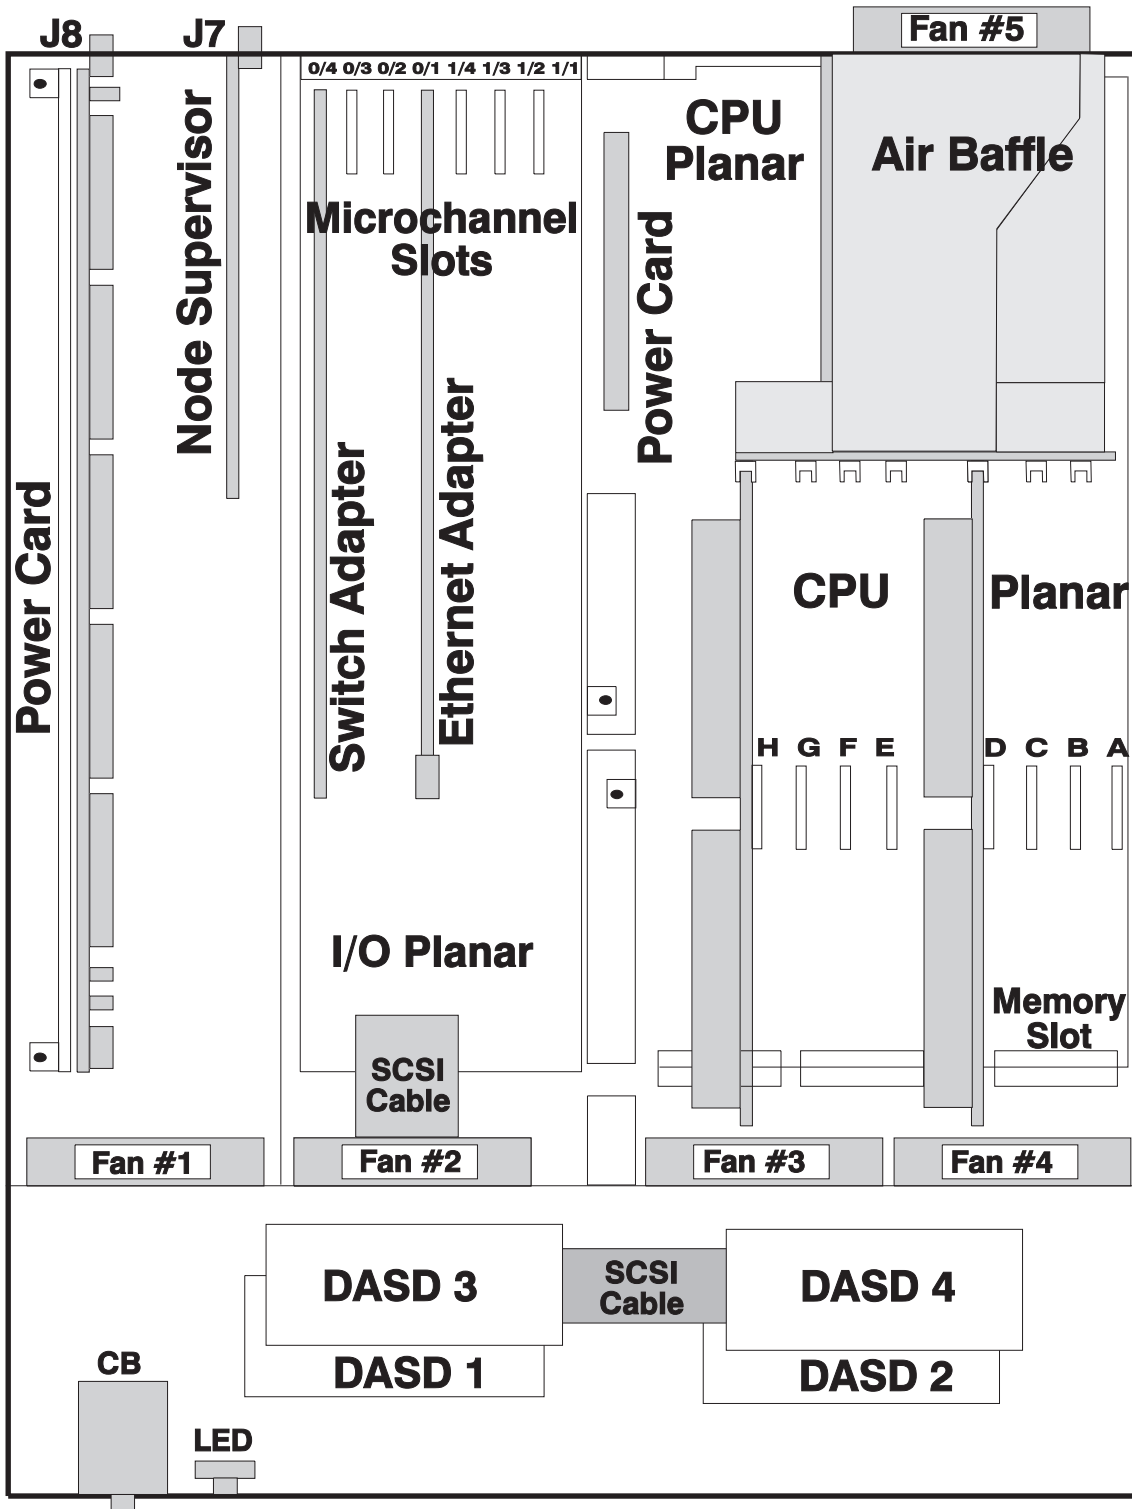 J8
J7
Fan #5
0/4 0/3 0/2 0/1 1/4 1/3 1/2 1/1
CPU
Planar
Air Baffle
Node Supervisor
Microchannel
Slots
Power Card
Power Card
Switch Adapter
Ethernet Adapter
CPU Planar
H G F E D C B A
I/O Planar
Memory
Slot
SCSI
Cable
Fan #1
Fan #2
Fan #3
Fan #4
DASD 3
SCSI
Cable
DASD 4
DASD 1
DASD 2
CB
LED